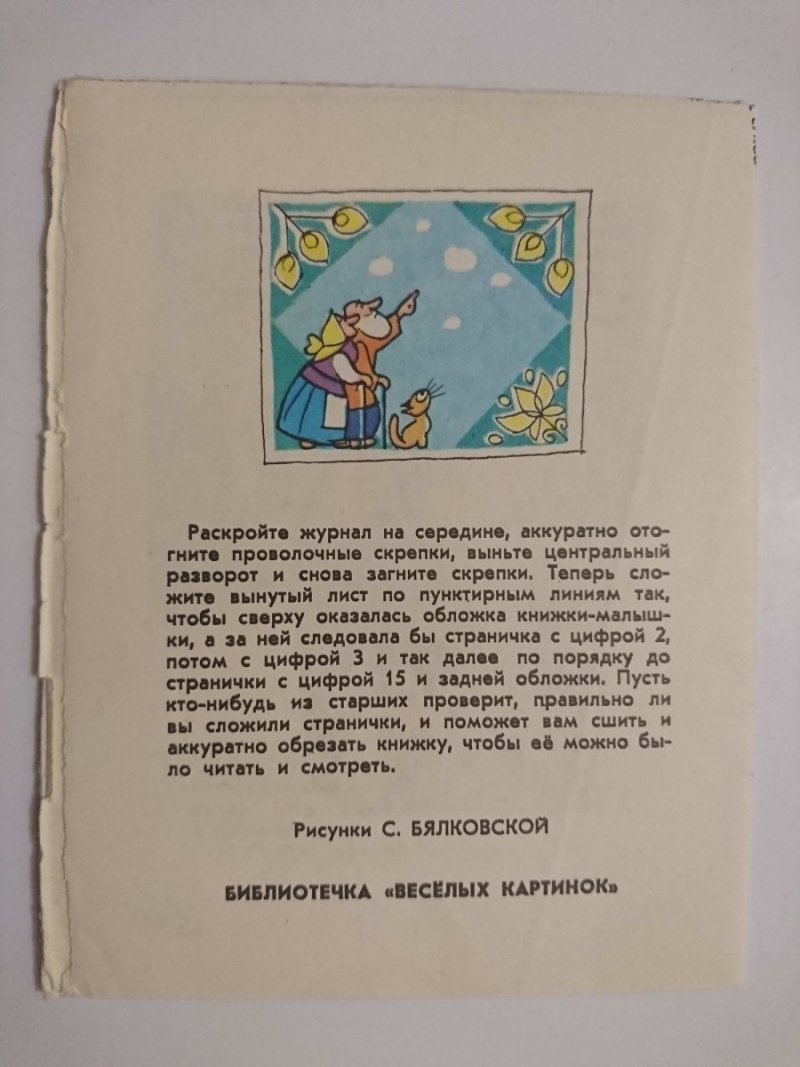 Раскройте журнал на середине, аккуратно ото-
гните проволочные скрепки, выньте центральный
разворот и снова загните скрепки. Теперь сло-
жите вынутый лист по пунктирным линиям так,
чтобы сверху оказалась обложка книжки-малыш-
ки, а за ней следовала бы страничка с цифрой 2,
потом с цифрой 3 и так далее по порядку до
странички с цифрой 15 и задней обложки. Пусть
кто-нибудь из старших проверит, правильно ли
вы сложили странички, и поможет вам сшить и
аккуратно обрезать книжку, чтобы её можно бы-
ло читать и смотреть.
Рисунки С. БЯЛКОВСКОЙ
БИБЛИОТЕЧКА «ВЕСЁЛЫХ КАРТИНОК»